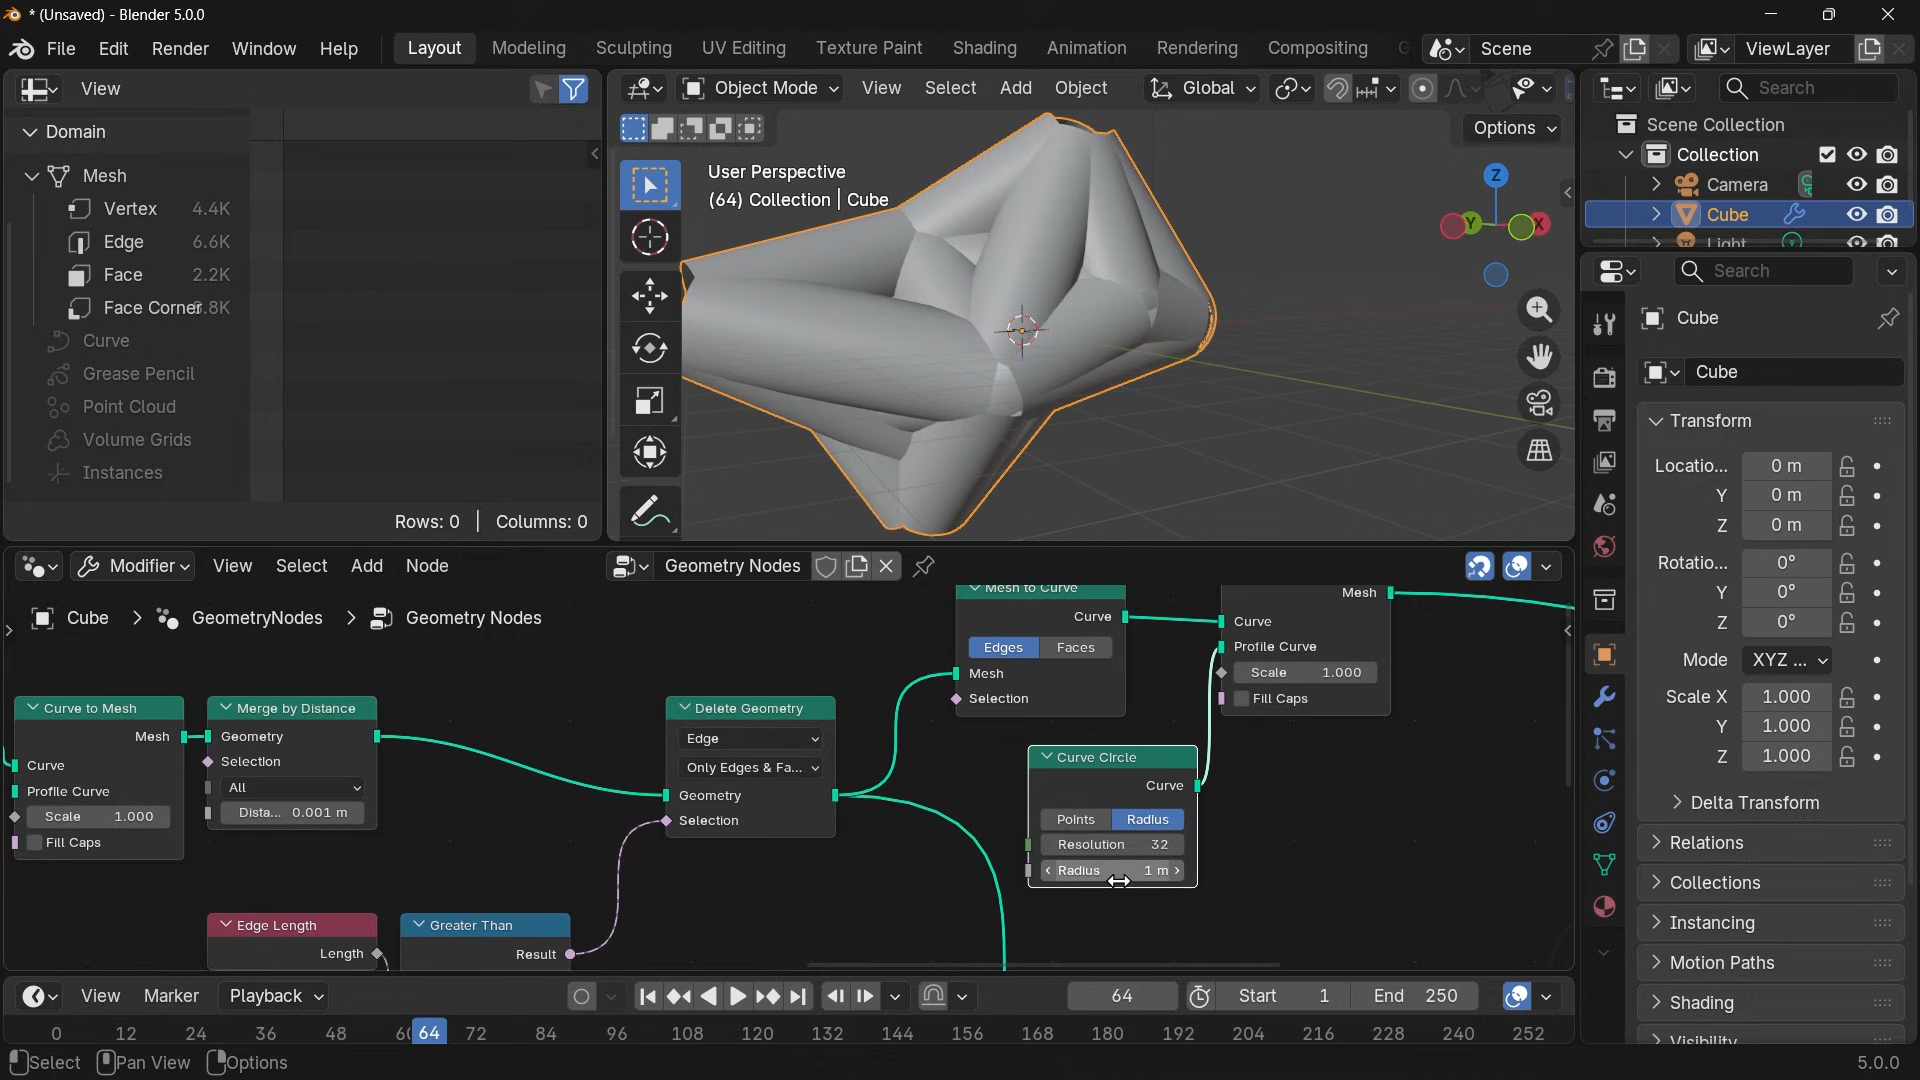 * (Unsaved) - Blender 5.0.0
File Edit Render Window Help
Layout Modeling Sculpting UV Editing Texture Paint Shading Animation Rendering Compositing
Scene
ViewLayer
View
Domain
Mesh
Vertex 4.4K
Edge 6.6K
Face 2.2K
Face Corner
Curve
Grease Pencil
Point Cloud
Volume Grids
Instances
Rows: 0 | Columns: 0
Object Mode View Select Add Object Global
Options
User Perspective
(64) Collection | Cube
Z
Y
X
Search
Scene Collection
Collection
Camera
Cube
Light
Search
Cube
Cube
Transform
Locatio... 0 m
Y 0 m
Z 0 m
Rotatio... 0°
Y 0°
Z 0°
Mode XYZ ...
Scale X 1.000
Y 1.000
Z 1.000
Delta Transform
Relations
Collections
Instancing
Motion Paths
Shading
Visibility
Modifier View Select Add Node
Geometry Nodes
Cube > GeometryNodes > Geometry Nodes
Curve to Mesh
Mesh
Curve
Profile Curve
Scale 1.000
Fill Caps
Merge by Distance
Geometry
Selection
All
Dista... 0.001 m
Edge Length
Length
Greater Than
Result
Delete Geometry
Edge
Only Edges & Fa...
Geometry
Selection
Mesh to Curve
Curve
Edges Faces
Mesh
Selection
Curve Circle
Curve
Points Radius
Resolution 32
Radius 1 m
Mesh
Curve
Profile Curve
Scale 1.000
Fill Caps
View Marker Playback
64
Start 1
End 250
0 12 24 36 48 64 72 84 96 108 120 132 144 156 168 180 192 204 216 228 240 252
Select Pan View Options
5.0.0